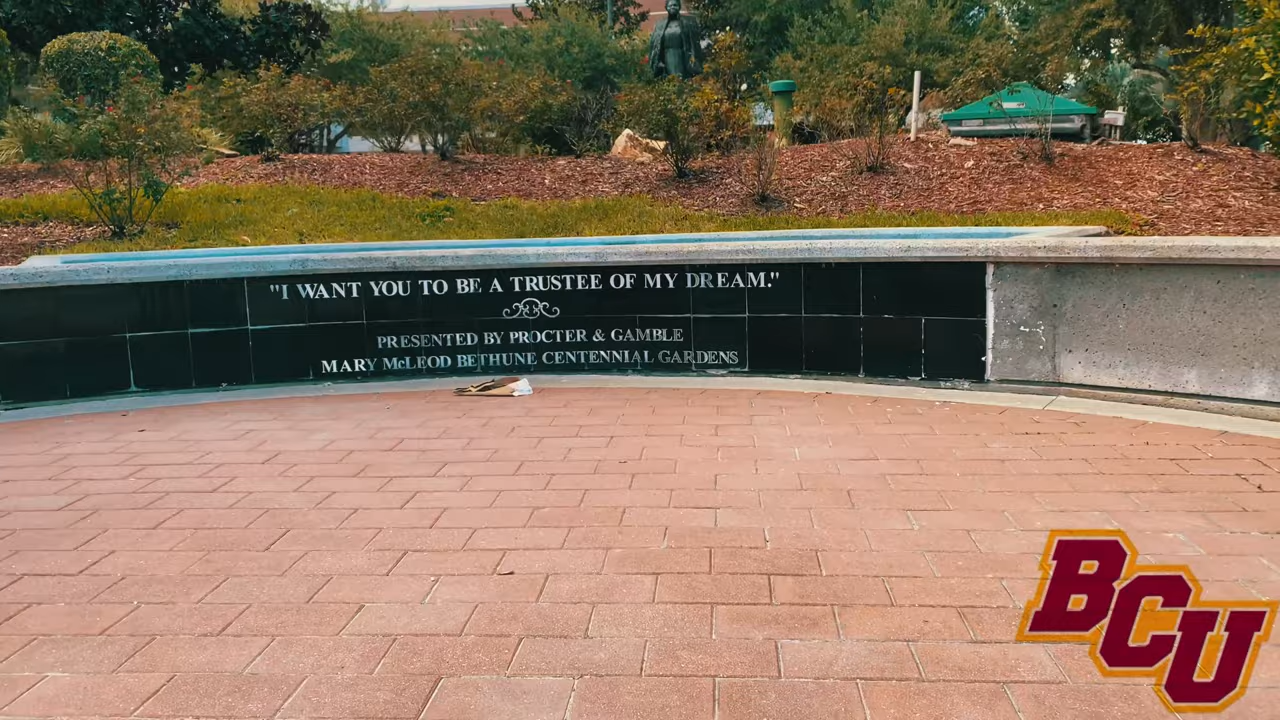 "I WANT YOU TO BE A TRUSTEE OF MY DREAM."
PRESENTED BY PROCTER & GAMBLE
MARY McLEOD BETHUNE CENTENNIAL GARDENS
BCU